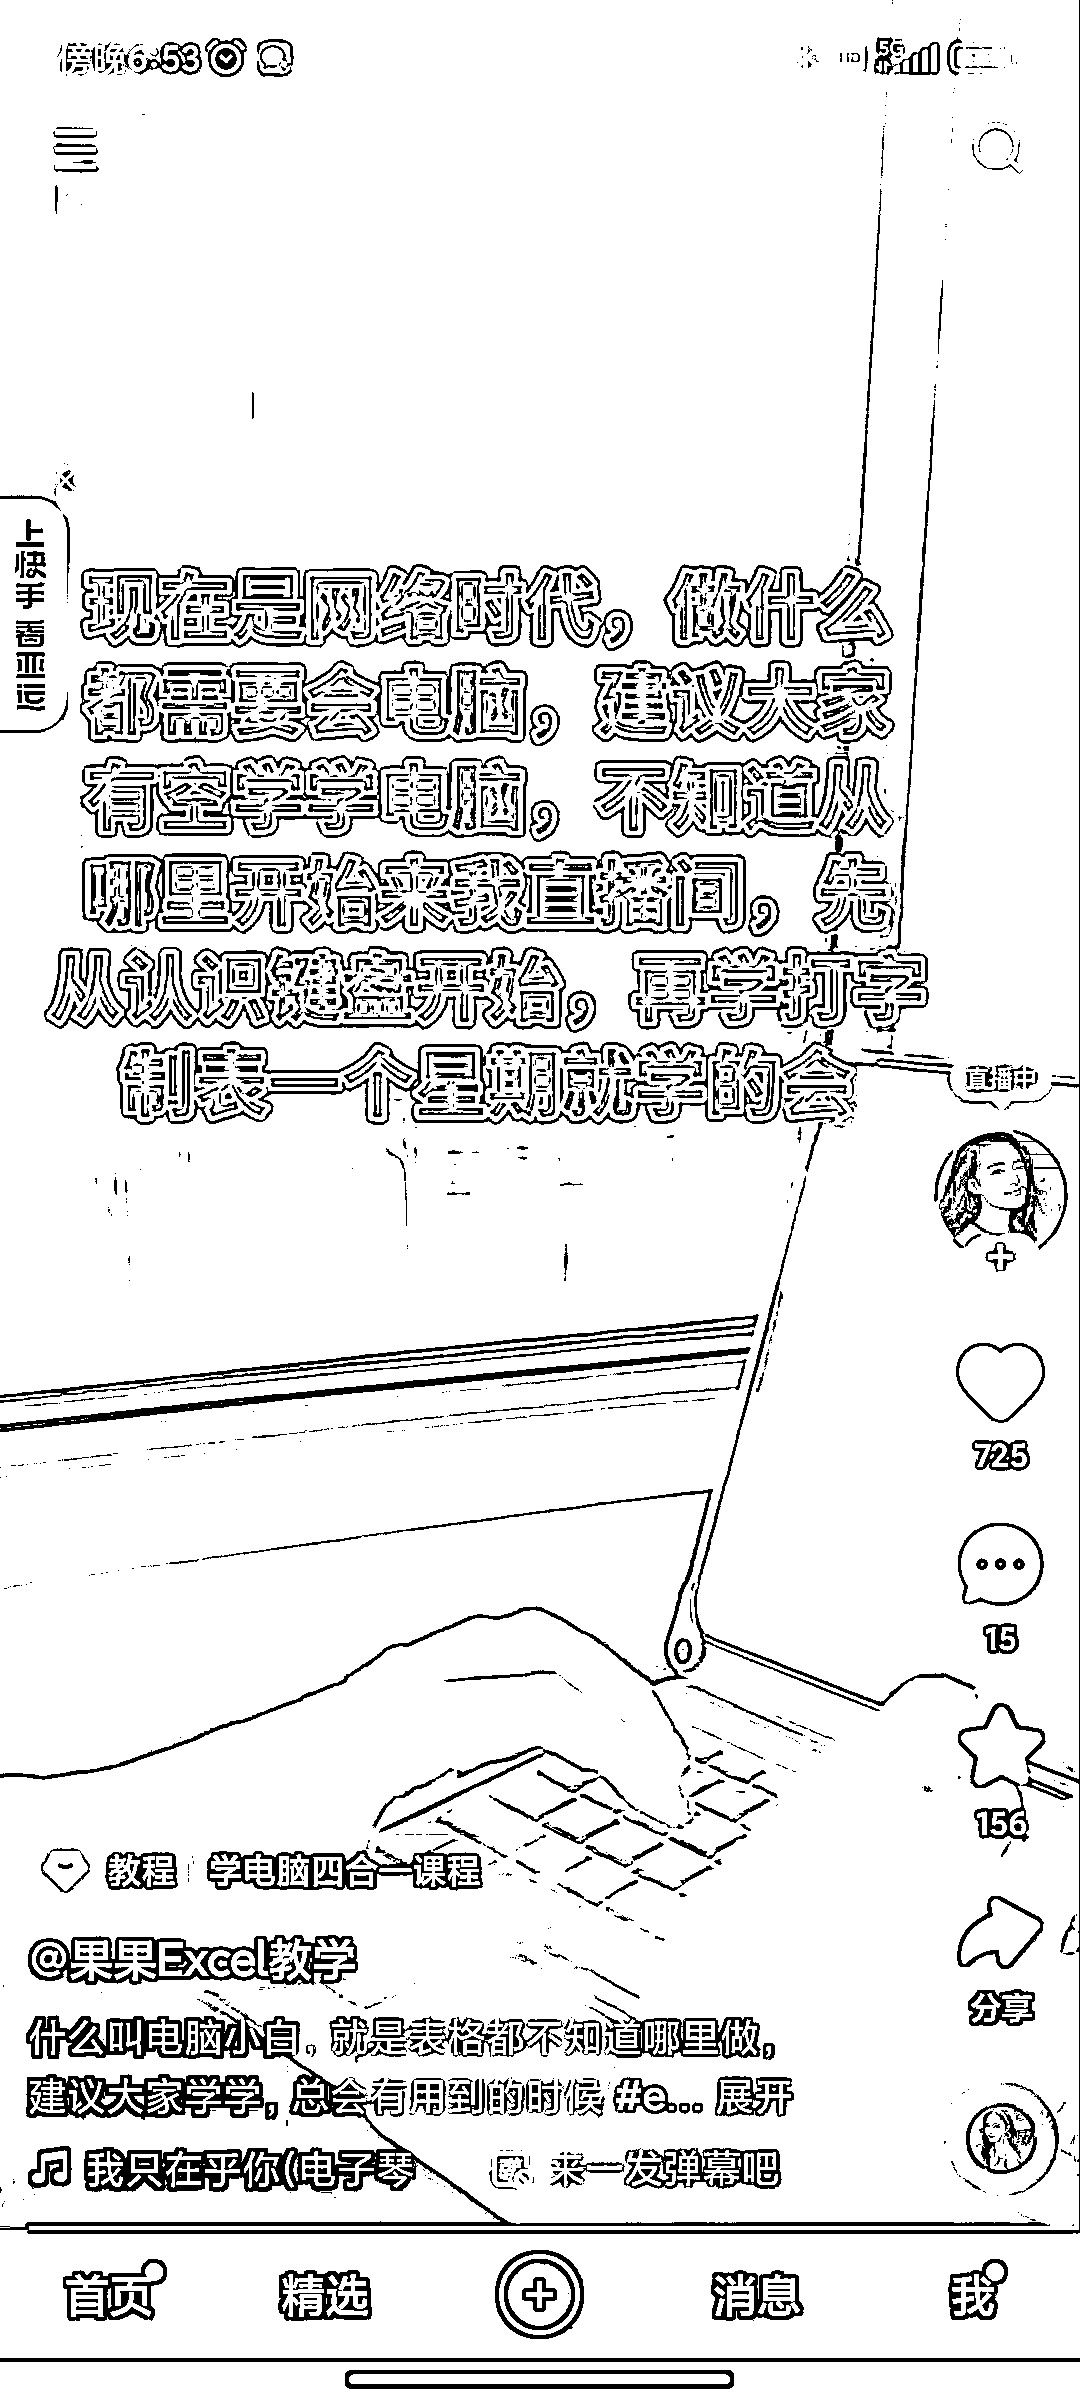 傍晚6:53
5G
上快手 看亚运
现在是网络时代，做什么
都需要会电脑，建议大家
有空学学电脑，不知道从
哪里开始来我直播间，先
从认识键盘开始，再学打字
制表一个星期就学的会
直播中
725
15
156
分享
教程 学电脑四合一课程
@果果Excel教学
什么叫电脑小白，就是表格都不知道哪里做，
建议大家学学，总会有用到的时候 #e... 展开
我只在乎你(电子琴 来一发弹幕吧
首页 精选 消息 我